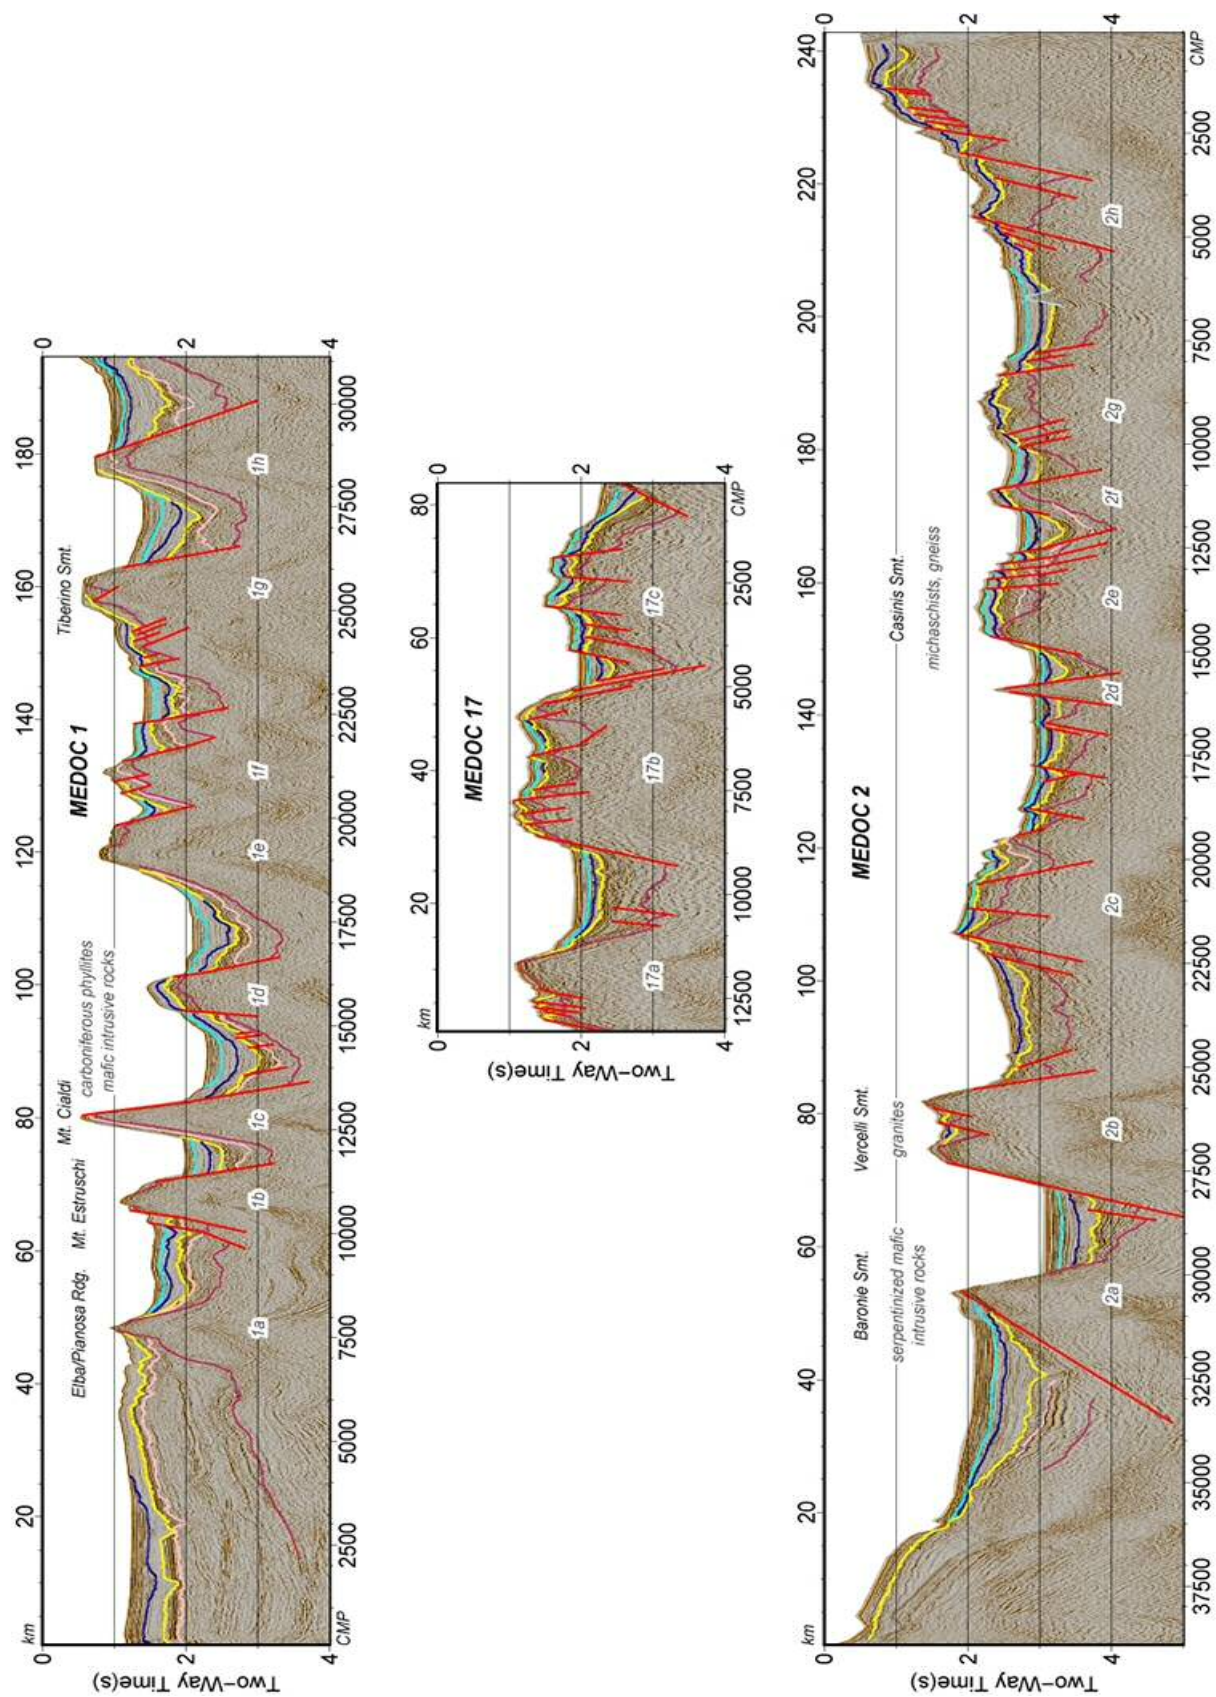 MEDOC 1
km
20
40
60
80
100
120
140
160
180
Elba/Pianosa Rdg.
Mt. Estruschi
Mt. Cialdi
carboniferous phyllites
mafic intrusive rocks
Tiberino Smt.
0
2
4
Two-Way Time(s)
0
2
4
1a
1b
1c
1d
1e
1f
1g
1h
CMP
2500
5000
7500
10000
12500
15000
17500
20000
22500
25000
27500
30000
MEDOC 17
km
20
40
60
80
0
2
4
Two-Way Time(s)
0
2
4
17a
17b
17c
12500
10000
7500
5000
2500
CMP
MEDOC 2
km
20
40
60
80
100
120
140
160
180
200
220
240
Baronie Smt.
serpentinized mafic
intrusive rocks
Vercelli Smt.
granites
Casinis Smt.
michaschists, gneiss
0
2
4
Two-Way Time(s)
0
2
4
2a
2b
2c
2d
2e
2f
2g
2h
37500
35000
32500
30000
27500
25000
22500
20000
17500
15000
12500
10000
7500
5000
2500
CMP